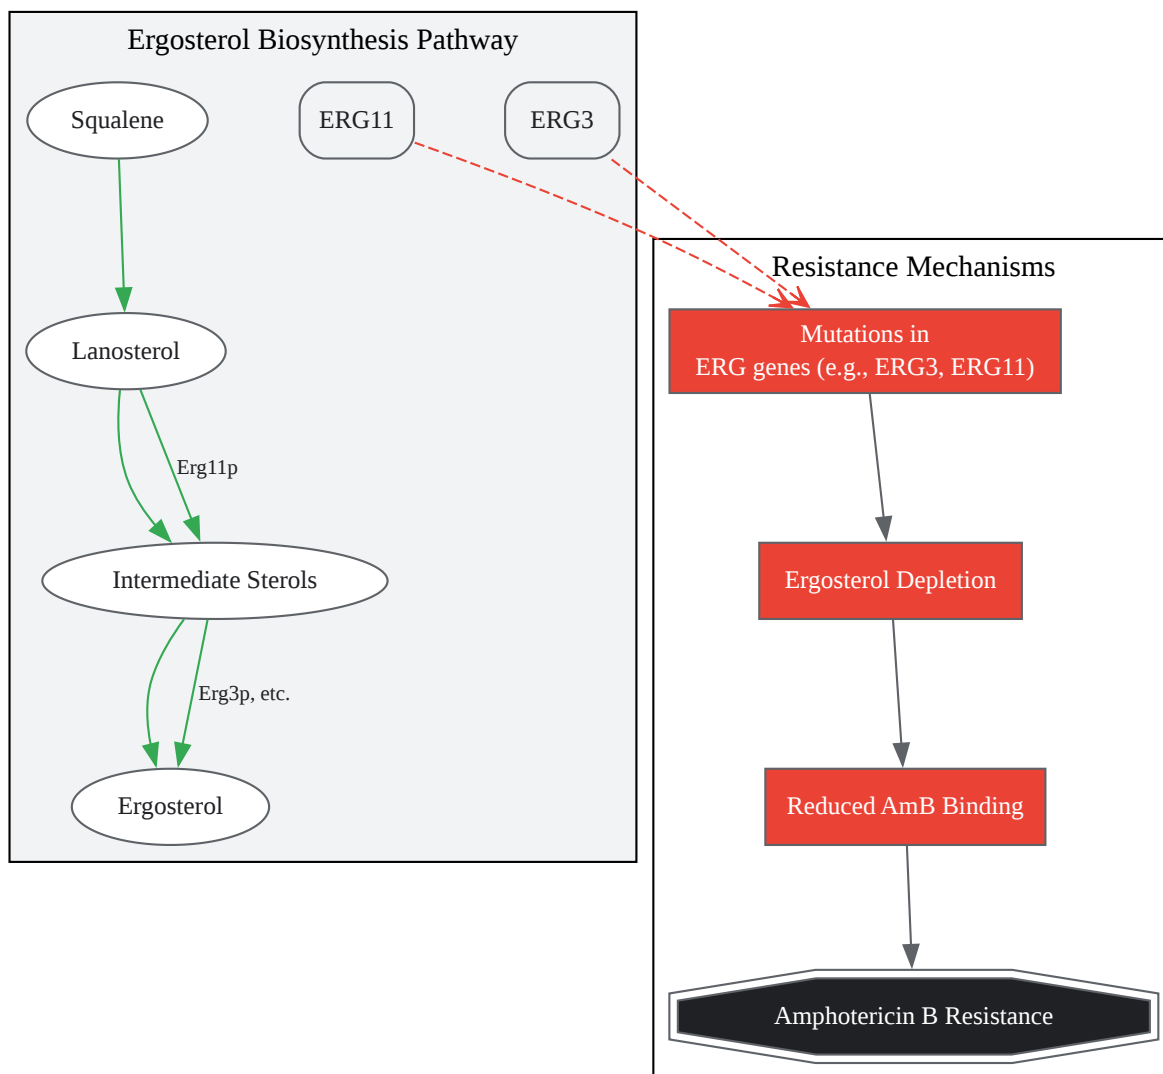 Ergosterol Biosynthesis Pathway
Squalene
ERG11
ERG3
Lanosterol
Erg11p
Intermediate Sterols
Erg3p, etc.
Ergosterol
Resistance Mechanisms
Mutations in
ERG genes (e.g., ERG3, ERG11)
Ergosterol Depletion
Reduced AmB Binding
Amphotericin B Resistance